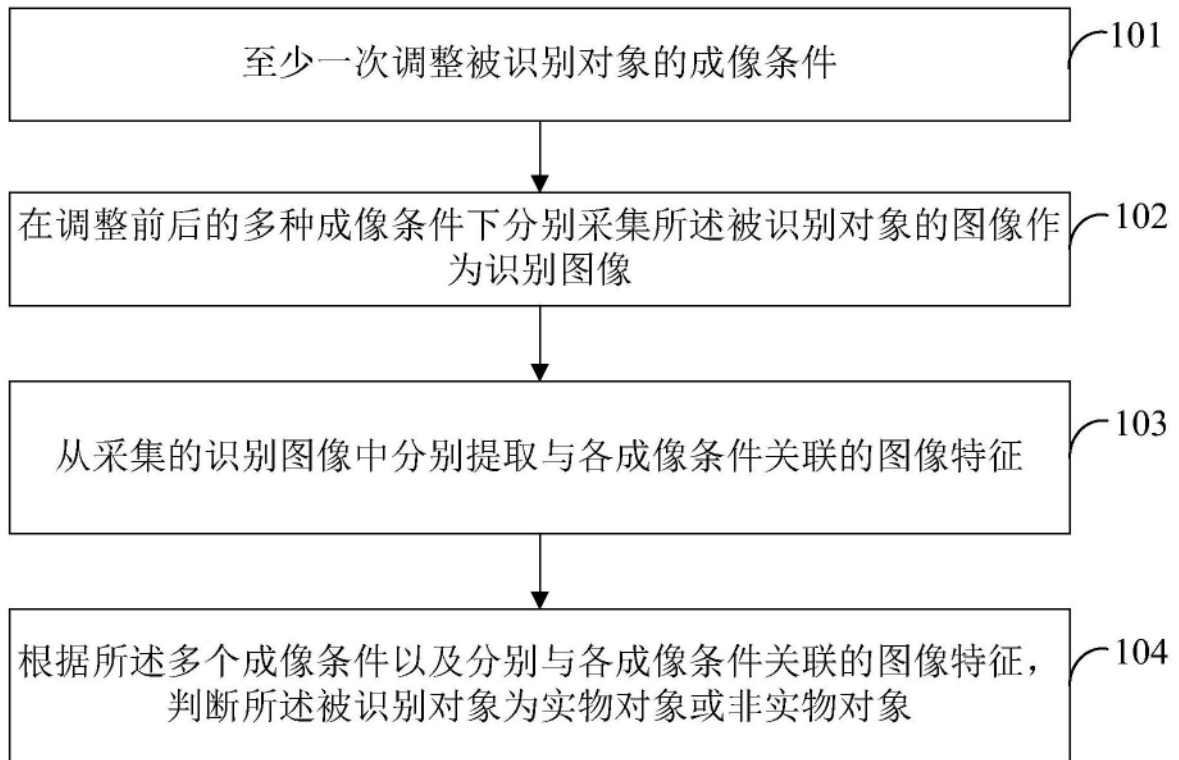 至少一次调整被识别对象的成像条件
101
在调整前后的多种成像条件下分别采集所述被识别对象的图像作
为识别图像
102
从采集的识别图像中分别提取与各成像条件关联的图像特征
103
根据所述多个成像条件以及分别与各成像条件关联的图像特征，
判断所述被识别对象为实物对象或非实物对象
104